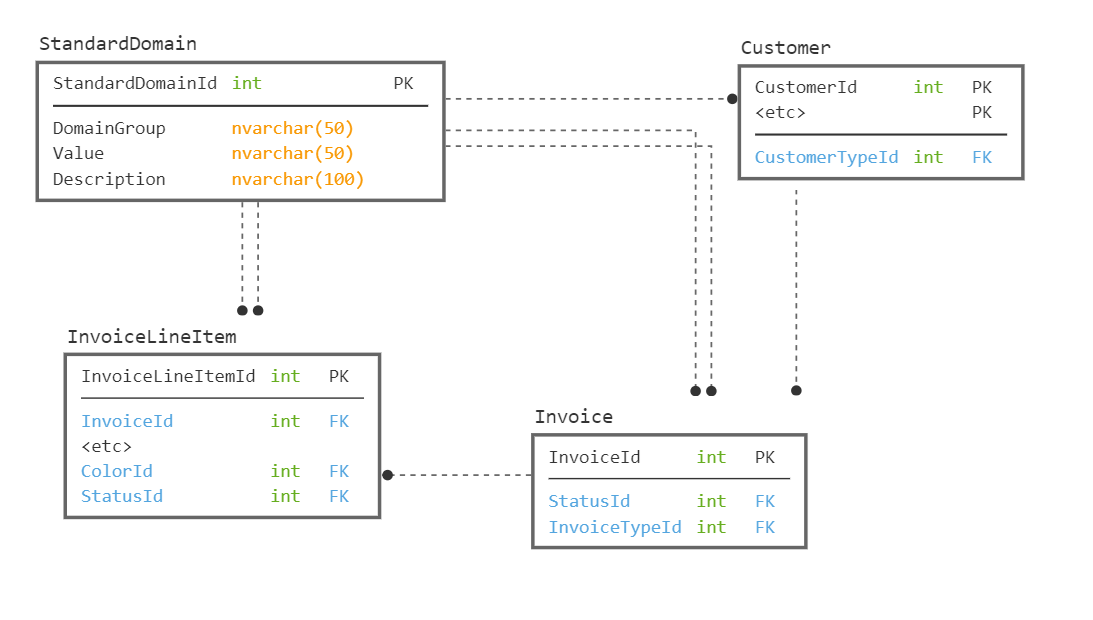 StandardDomain
StandardDomainId int PK
DomainGroup nvarchar(50)
Value nvarchar(50)
Description nvarchar(100)
Customer
CustomerId int PK
<etc> PK
CustomerTypeId int FK
InvoiceLineItem
InvoiceLineItemId int PK
InvoiceId int FK
<etc>
ColorId int FK
StatusId int FK
Invoice
InvoiceId int PK
StatusId int FK
InvoiceTypeId int FK